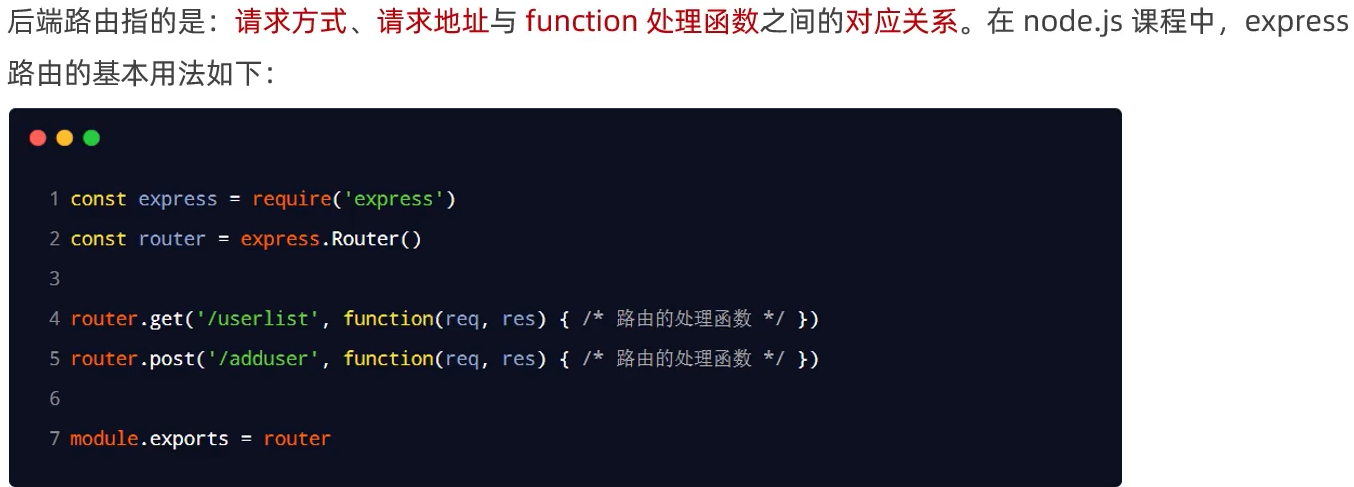 后端路由指的是：请求方式、请求地址与 function 处理函数之间的对应关系。在 node.js 课程中，express
路由的基本用法如下：
1 const express = require('express')
2 const router = express.Router()
3
4 router.get('/userlist', function(req, res) { /* 路由的处理函数 */ })
5 router.post('/adduser', function(req, res) { /* 路由的处理函数 */ })
6
7 module.exports = router